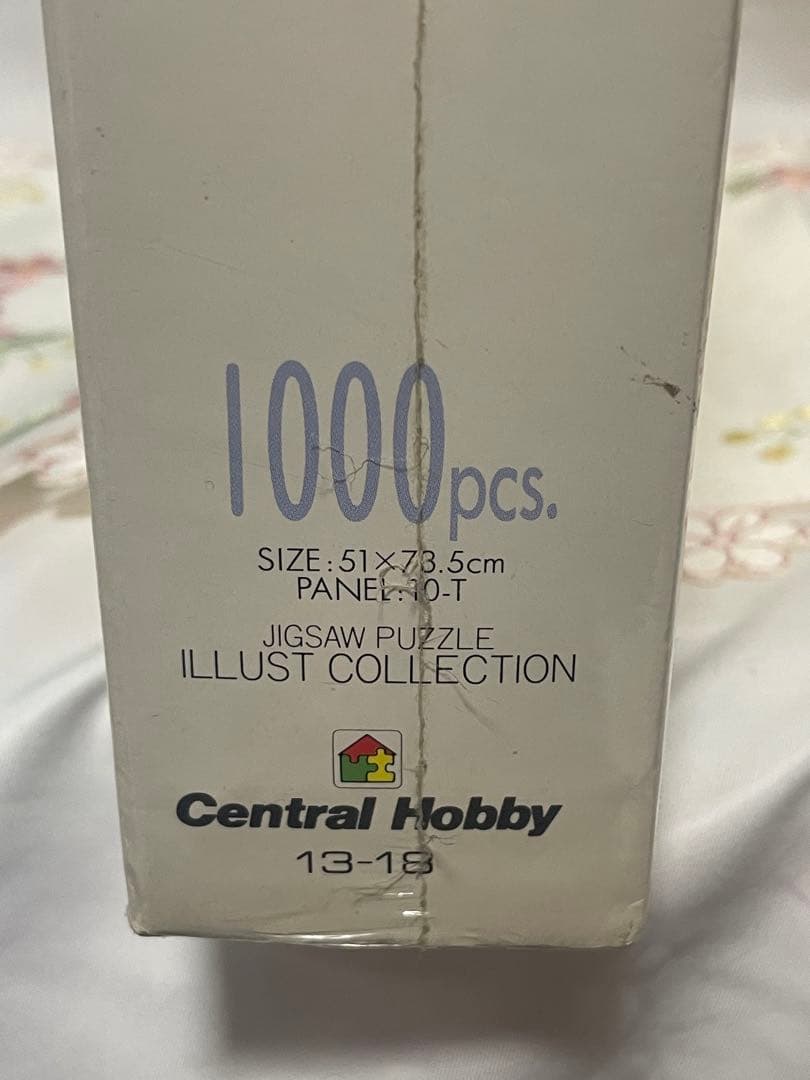 1000pcs.
SIZE:51×73.5cm
PANEL:10-T
JIGSAW PUZZLE
ILLUST COLLECTION
Central Hobby
13-18